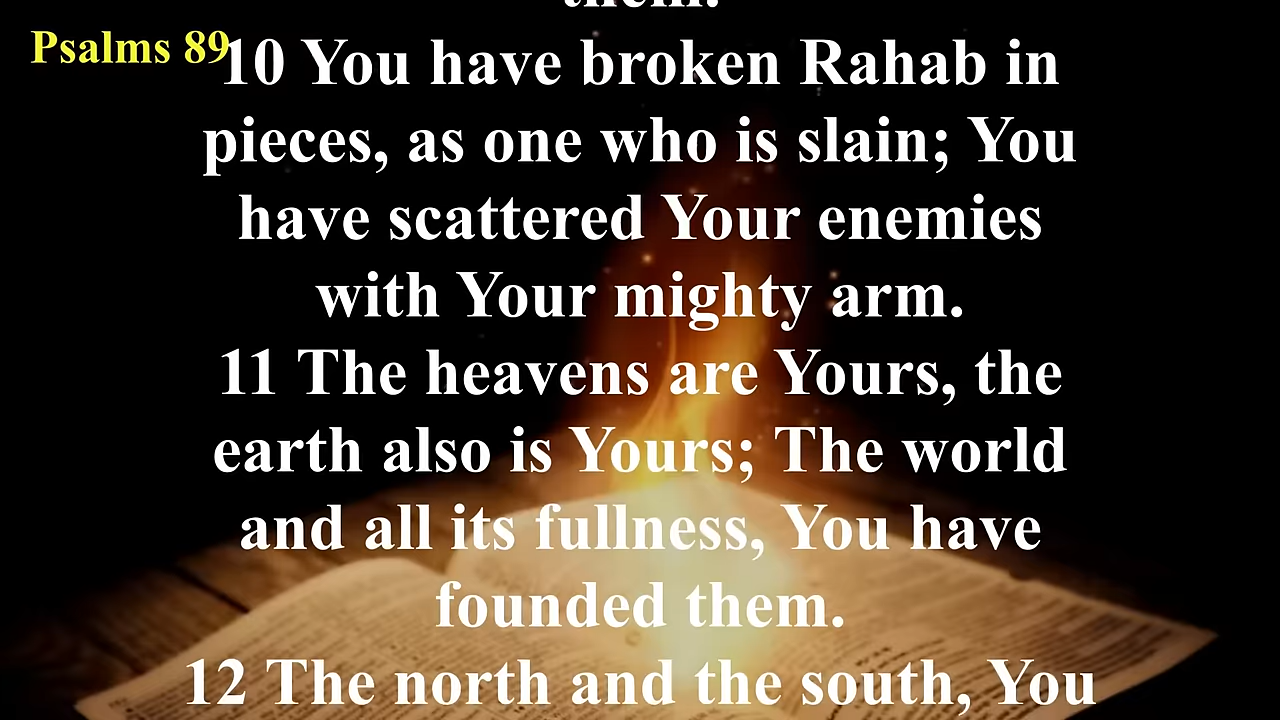 them.
Psalms 89
10 You have broken Rahab in
pieces, as one who is slain; You
have scattered Your enemies
with Your mighty arm.
11 The heavens are Yours, the
earth also is Yours; The world
and all its fullness, You have
founded them.
12 The north and the south, You